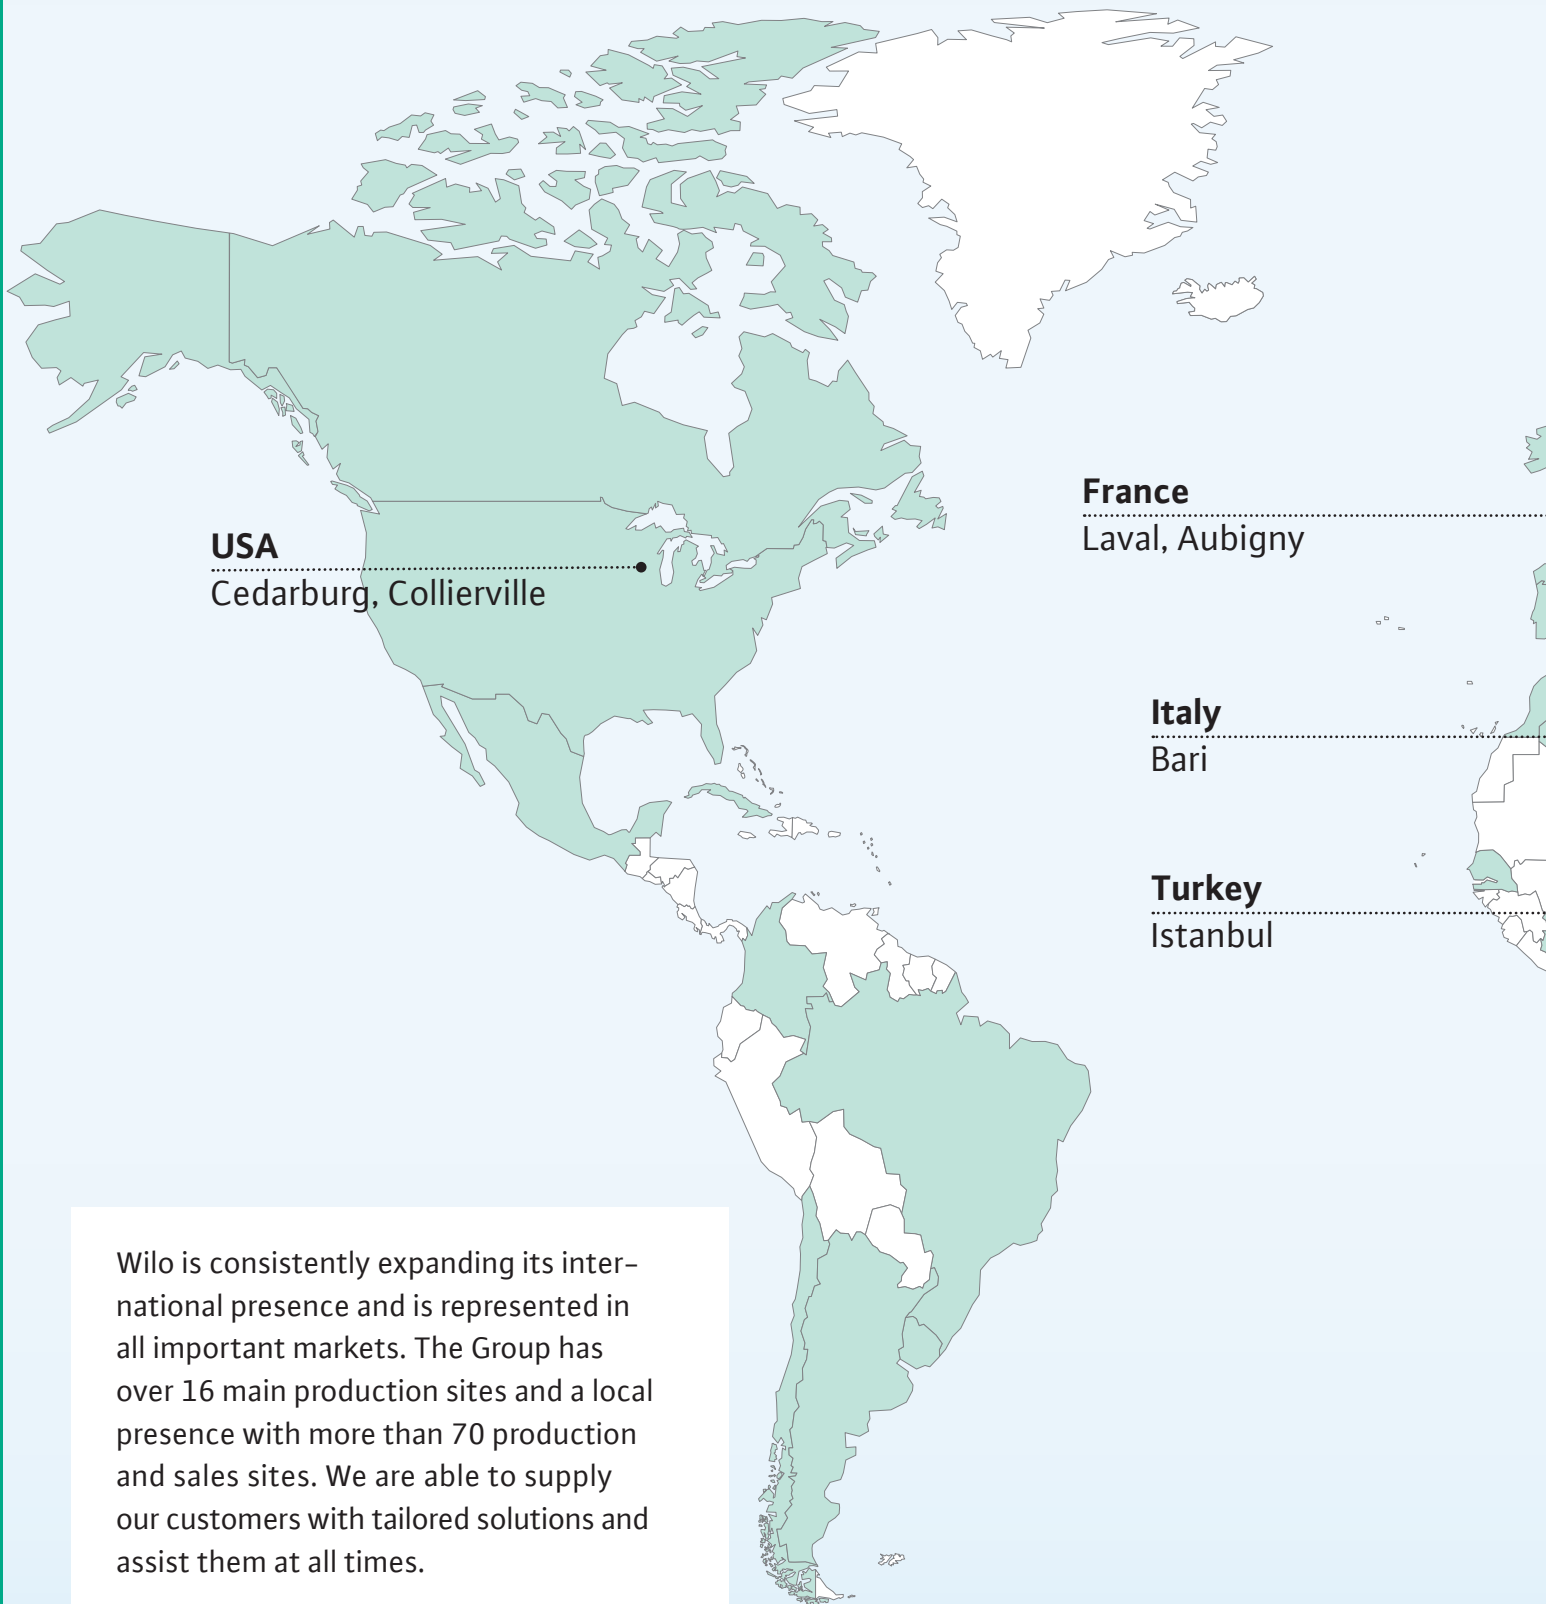 France
Laval, Aubigny
USA
Cedarburg, Collierville
Italy
Bari
Turkey
Istanbul
Wilo is consistently expanding its inter–
national presence and is represented in
all important markets. The Group has
over 16 main production sites and a local
presence with more than 70 production
and sales sites. We are able to supply
our customers with tailored solutions and
assist them at all times.